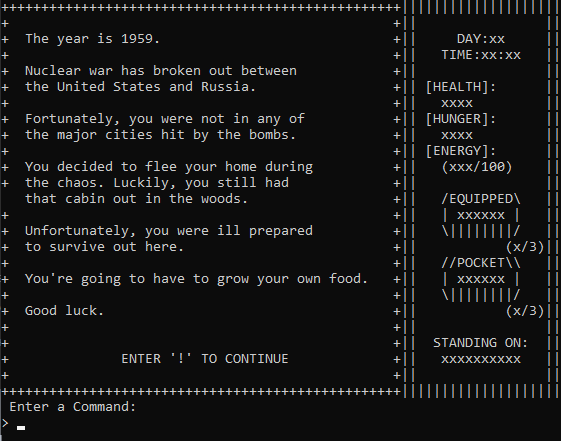 The year is 1959.
Nuclear war has broken out between
the United States and Russia.
Fortunately, you were not in any of
the major cities hit by the bombs.
You decided to flee your home during
the chaos. Luckily, you still had
that cabin out in the woods.
Unfortunately, you were ill prepared
to survive out here.
You're going to have to grow your own food.
Good luck.
ENTER '!' TO CONTINUE
DAY:xx
TIME:xx:xx
[HEALTH]:
xxxx
[HUNGER]:
xxxx
[ENERGY]:
(xxx/100)
/EQUIPPED\
| xxxxxx |
\||||||||/
(x/3)
//POCKET\\
| xxxxxx |
\||||||||/
(x/3)
STANDING ON:
xxxxxxxxxx
Enter a Command:
> _